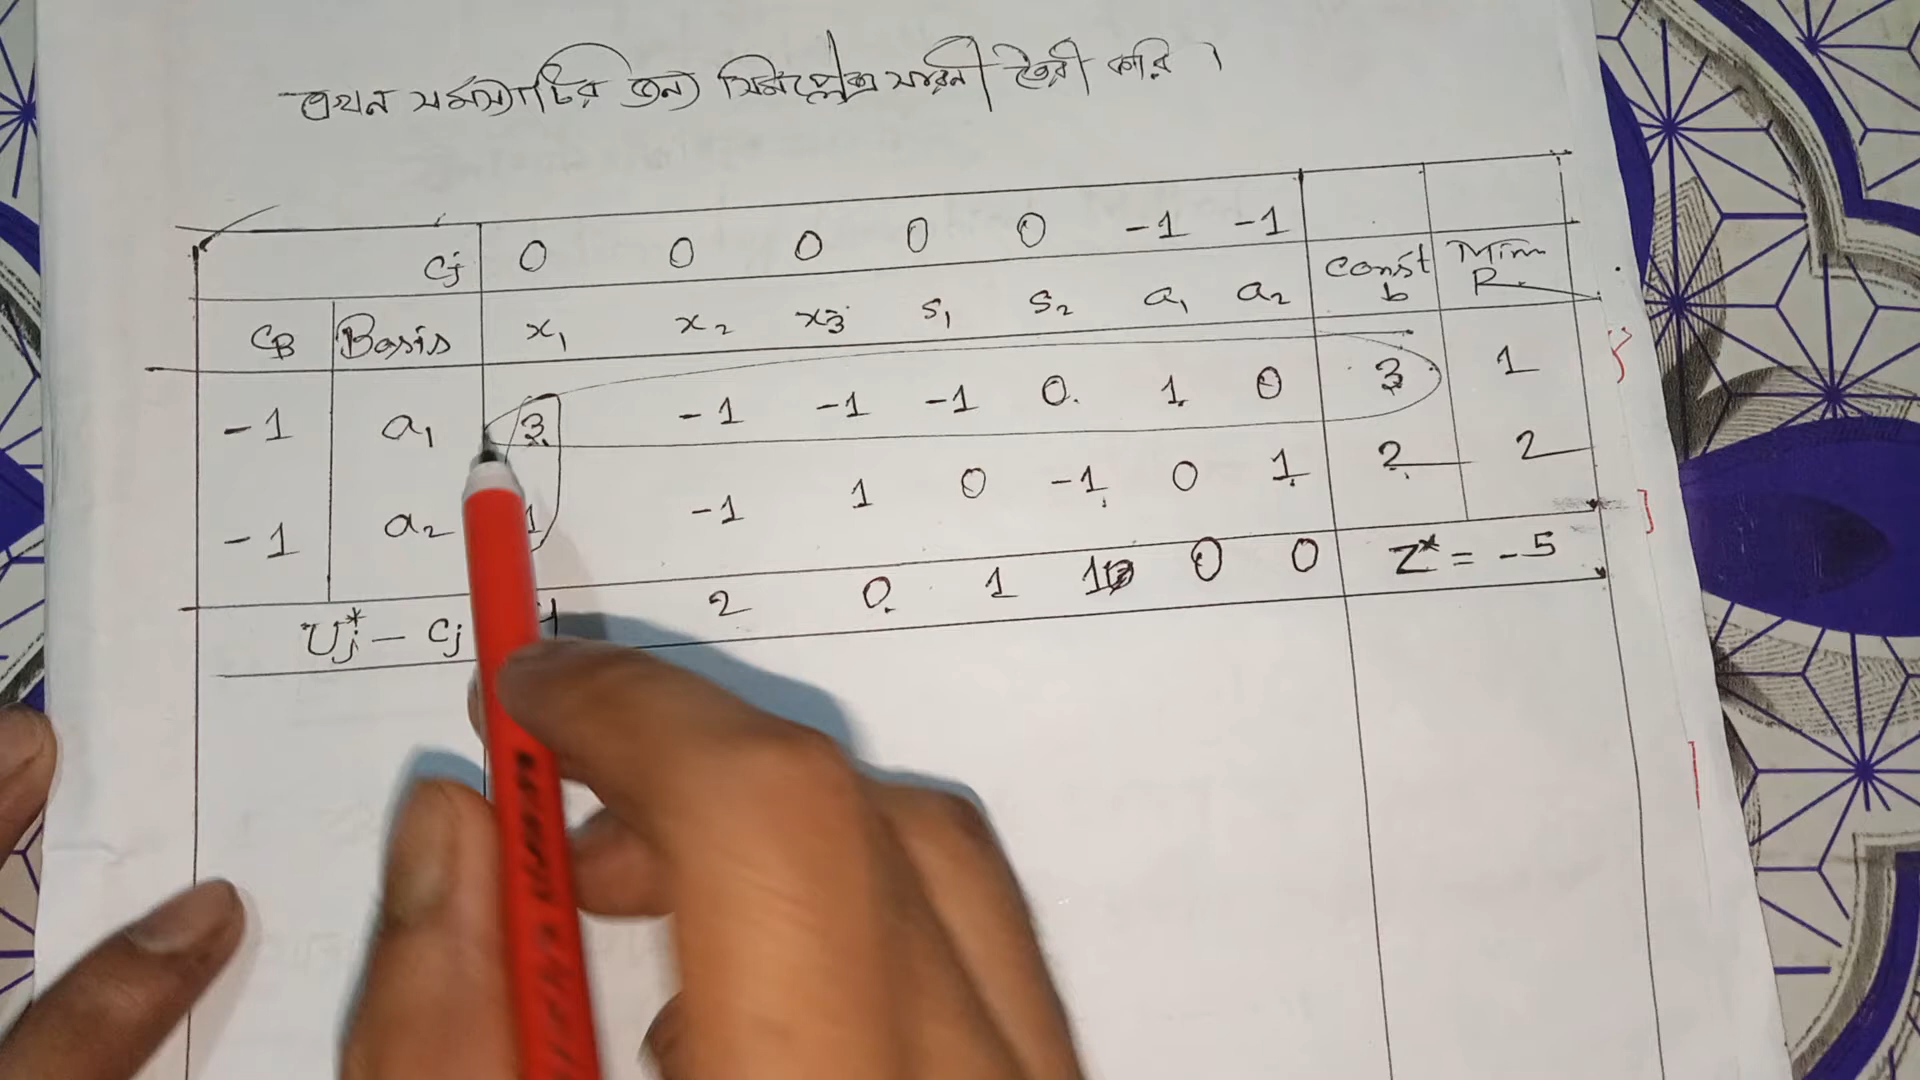 এখন সমস্যাটির জন্য সিমপ্লেক্স সারনী তৈরী করি ।
Cj 0 0 0 0 0 -1 -1
CB Basis x₁ x₂ x₃ s₁ s₂ a₁ a₂ Const b Min R.
-1 a₁ 3 -1 -1 -1 0 1 0 3 1
-1 a₂ 1 -1 1 0 -1 0 1 2 2
Uj* - Cj 2 0 1 1 0 0 Z* = -5